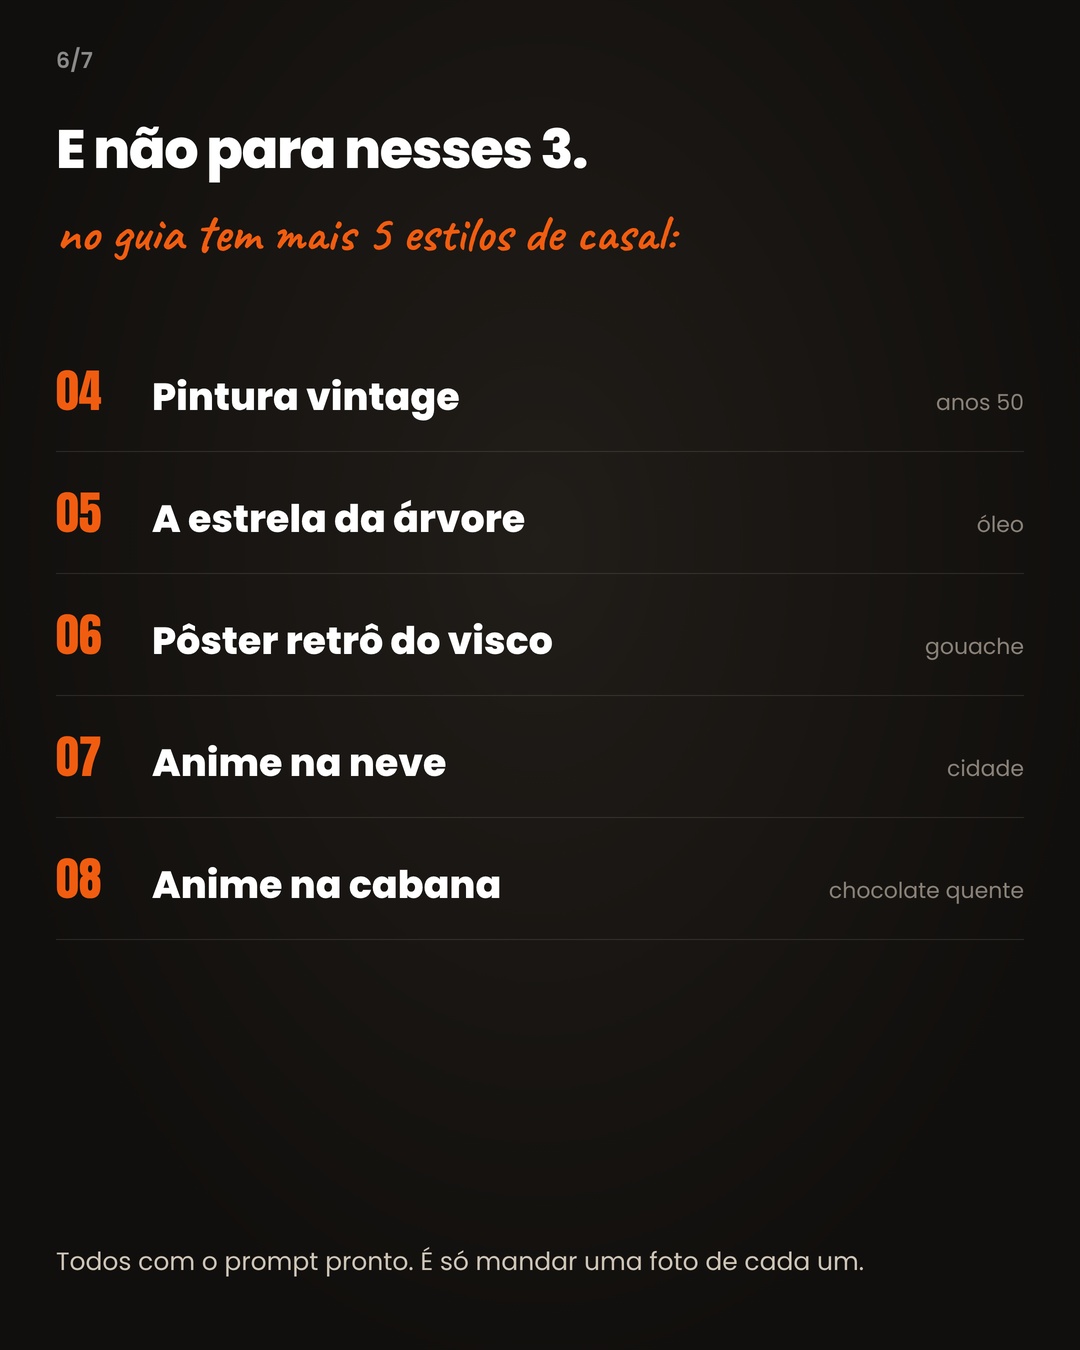 6/7
E não para nesses 3.
no guia tem mais 5 estilos de casal:
04 Pintura vintage anos 50
05 A estrela da árvore óleo
06 Pôster retrô do visco gouache
07 Anime na neve cidade
08 Anime na cabana chocolate quente
Todos com o prompt pronto. É só mandar uma foto de cada um.